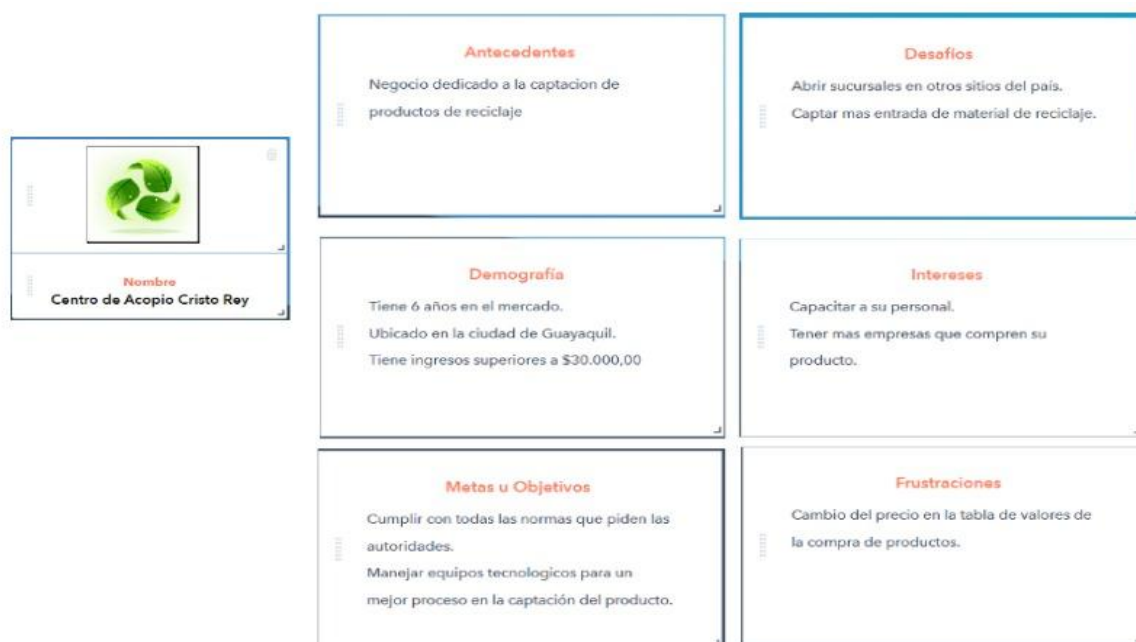 Nombre
Centro de Acopio Cristo Rey
Antecedentes
Negocio dedicado a la captacion de
productos de reciclaje
Desafíos
Abrir sucursales en otros sitios del país.
Captar mas entrada de material de reciclaje.
Demografía
Tiene 6 años en el mercado.
Ubicado en la ciudad de Guayaquil.
Tiene ingresos superiores a $30.000,00
Intereses
Capacitar a su personal.
Tener mas empresas que compren su
producto.
Metas u Objetivos
Cumplir con todas las normas que piden las
autoridades.
Manejar equipos tecnologicos para un
mejor proceso en la captación del producto.
Frustraciones
Cambio del precio en la tabla de valores de
la compra de productos.